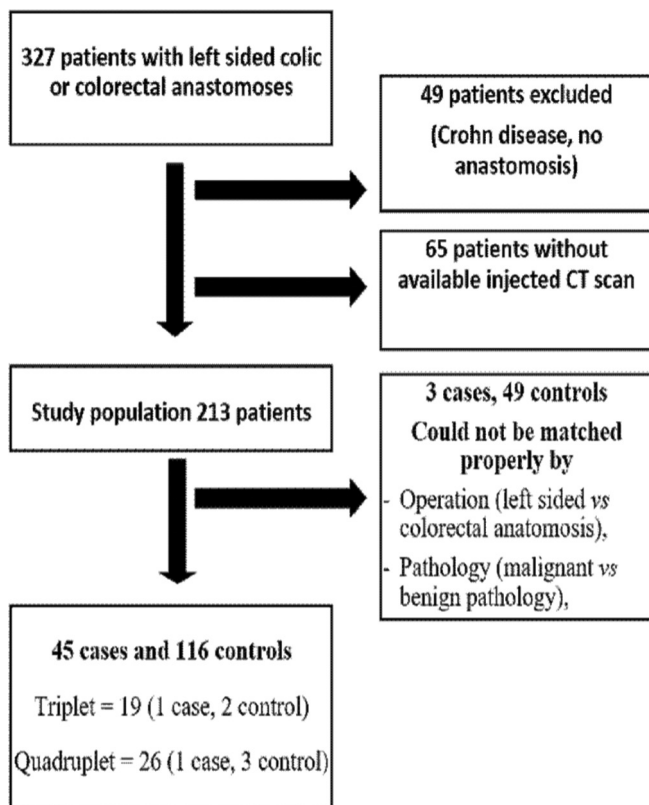 327 patients with left sided colic
or colorectal anastomoses
49 patients excluded
(Crohn disease, no
anastomosis)
65 patients without
available injected CT scan
Study population 213 patients
3 cases, 49 controls
Could not be matched
properly by
- Operation (left sided vs
colorectal anatomosis),
- Pathology (malignant vs
benign pathology),
45 cases and 116 controls
Triplet = 19 (1 case, 2 control)
Quadruplet = 26 (1 case, 3 control)